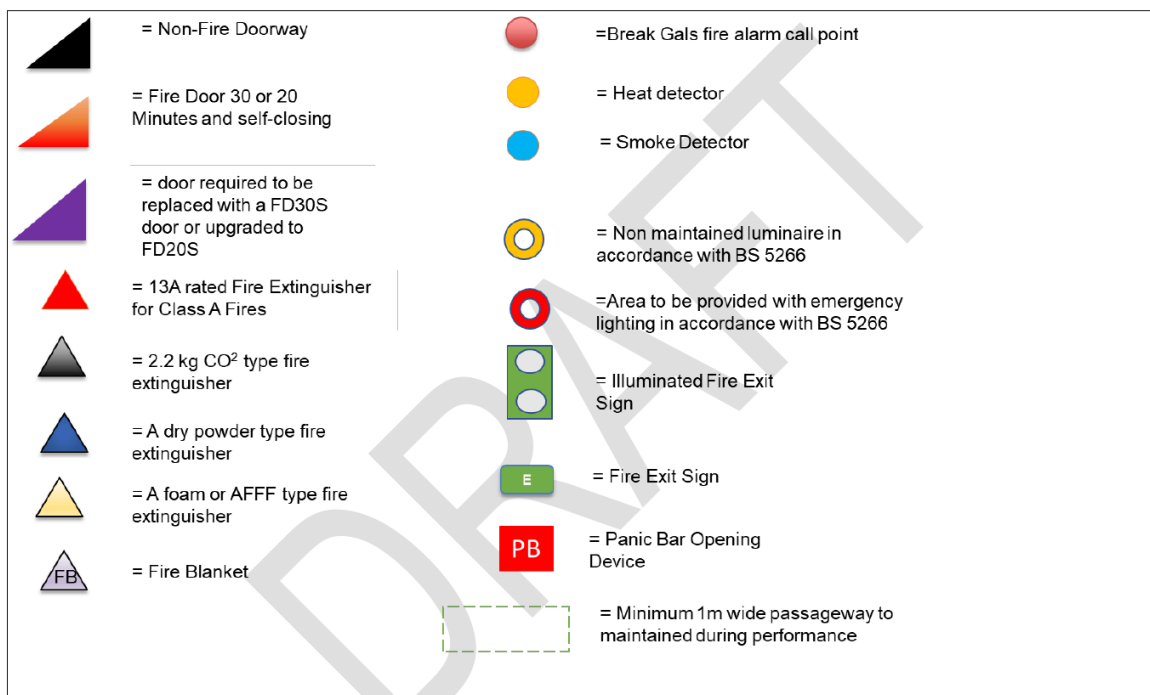 = Non-Fire Doorway
= Fire Door 30 or 20
Minutes and self-closing
= door required to be
replaced with a FD30S
door or upgraded to
FD20S
= 13A rated Fire Extinguisher
for Class A Fires
= 2.2 kg CO² type fire
extinguisher
= A dry powder type fire
extinguisher
= A foam or AFFF type fire
extinguisher
FB
= Fire Blanket
=Break Gals fire alarm call point
= Heat detector
= Smoke Detector
= Non maintained luminaire in
accordance with BS 5266
=Area to be provided with emergency
lighting in accordance with BS 5266
= Illuminated Fire Exit
Sign
E
= Fire Exit Sign
PB
= Panic Bar Opening
Device
= Minimum 1m wide passageway to
maintained during performance
DRAFT